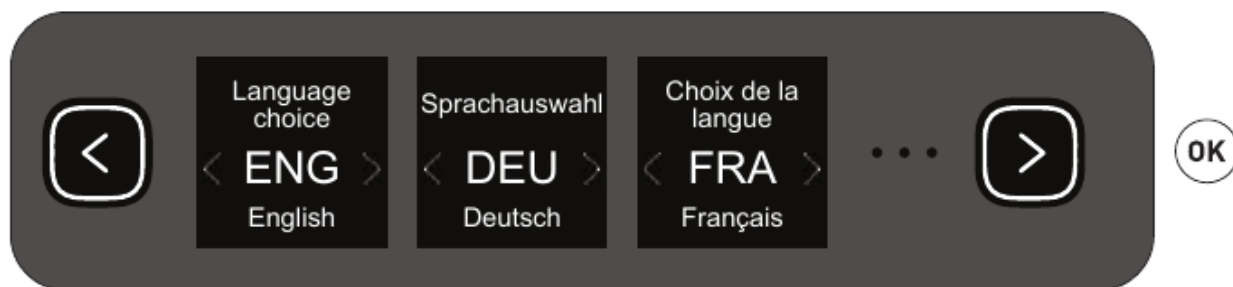 Language
choice
< ENG >
English
Sprachauswahl
< DEU >
Deutsch
Choix de la
langue
< FRA >
Français
OK